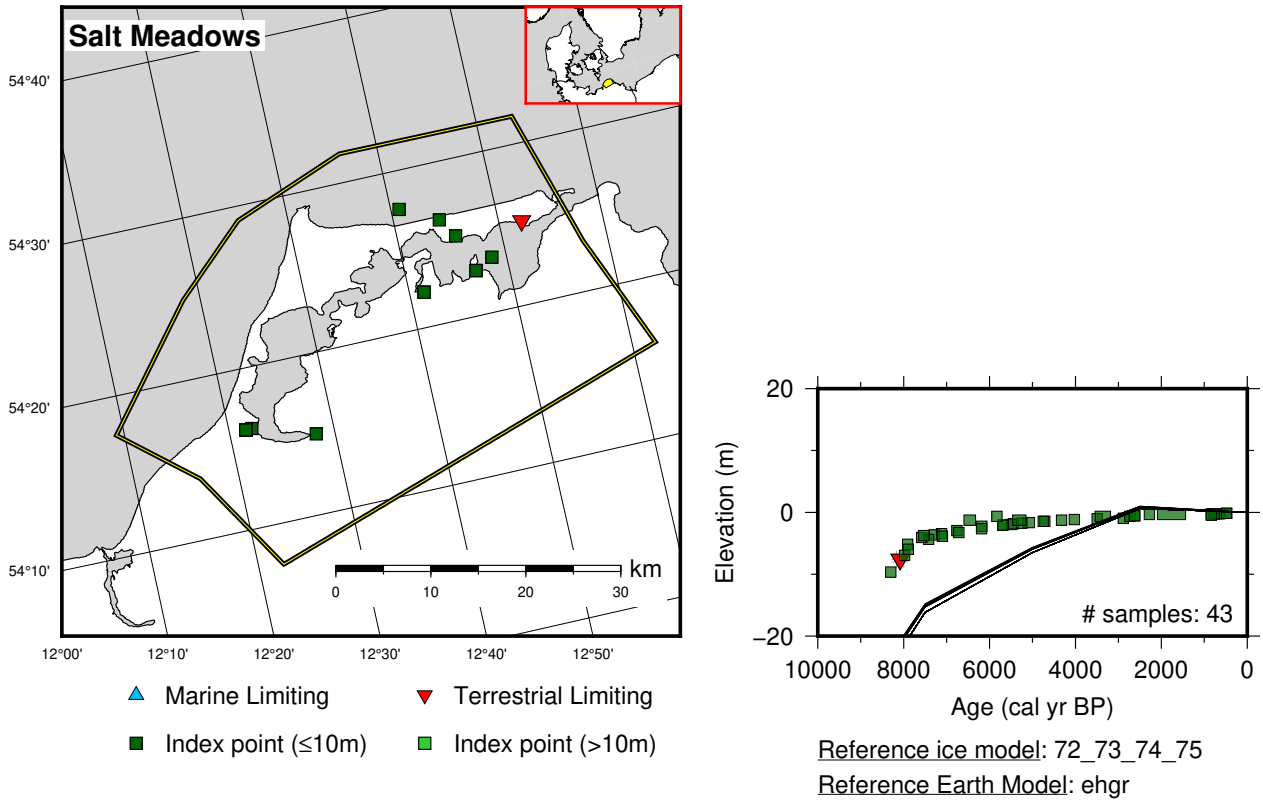 Salt Meadows
54°40'
54°30'
54°20'
54°10'
12°00'
12°10'
12°20'
12°30'
12°40'
12°50'
km
0
10
20
30
Marine Limiting
Terrestrial Limiting
Index point (≤10m)
Index point (>10m)
20
0
−20
Elevation (m)
# samples: 43
10000
8000
6000
4000
2000
0
Age (cal yr BP)
Reference ice model: 72_73_74_75
Reference Earth Model: ehgr